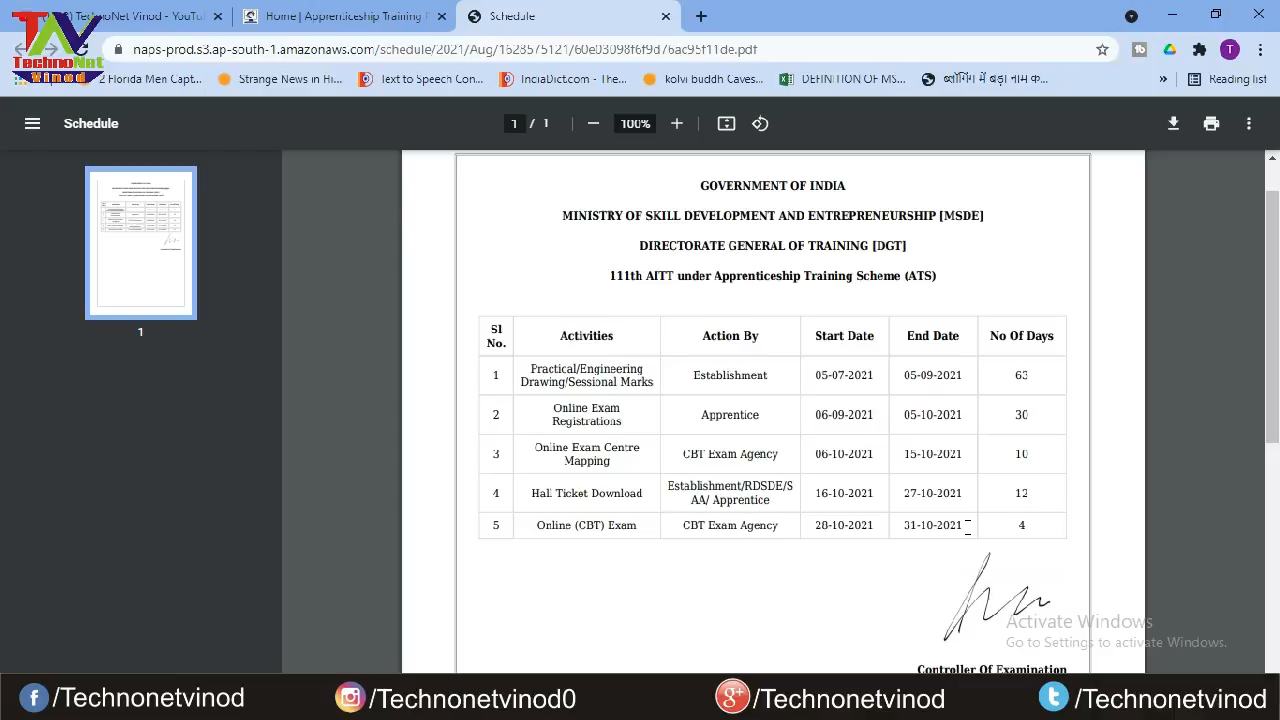 Home | Apprenticeship Training
Schedule
TechnoNet
Vinod
naps-prod.s3.ap-south-1.amazonaws.com/schedule/2021/Aug/1628575121/60e03098f6f9d76ac95f11de.pdf
T
2 Florida Men Capt...
Strange News in Hi...
Text to Speech Con...
IndiaDict.com - The...
kolvi buddh Gaves...
DEFINITION OF MS...
»
Reading list
Schedule
1 / 1
100%
1
GOVERNMENT OF INDIA
MINISTRY OF SKILL DEVELOPMENT AND ENTREPRENEURSHIP [MSDE]
DIRECTORATE GENERAL OF TRAINING [DGT]
111th AITT under Apprenticeship Training Scheme (ATS)
Sl No. Activities Action By Start Date End Date No Of Days
1 Practical/Engineering Drawing/Sessional Marks Establishment 05-07-2021 05-09-2021 63
2 Online Exam Registrations Apprentice 06-09-2021 05-10-2021 30
3 Online Exam Centre Mapping CBT Exam Agency 06-10-2021 15-10-2021 10
4 Hall Ticket Download Establishment/RDSDE/SAA/ Apprentice 16-10-2021 27-10-2021 12
5 Online (CBT) Exam CBT Exam Agency 28-10-2021 31-10-2021 4
Activate Windows
Go to Settings to activate Windows.
Controller Of Examination
/Technonetvinod
/Technonetvinod0
/Technonetvinod
/Technonetvinod